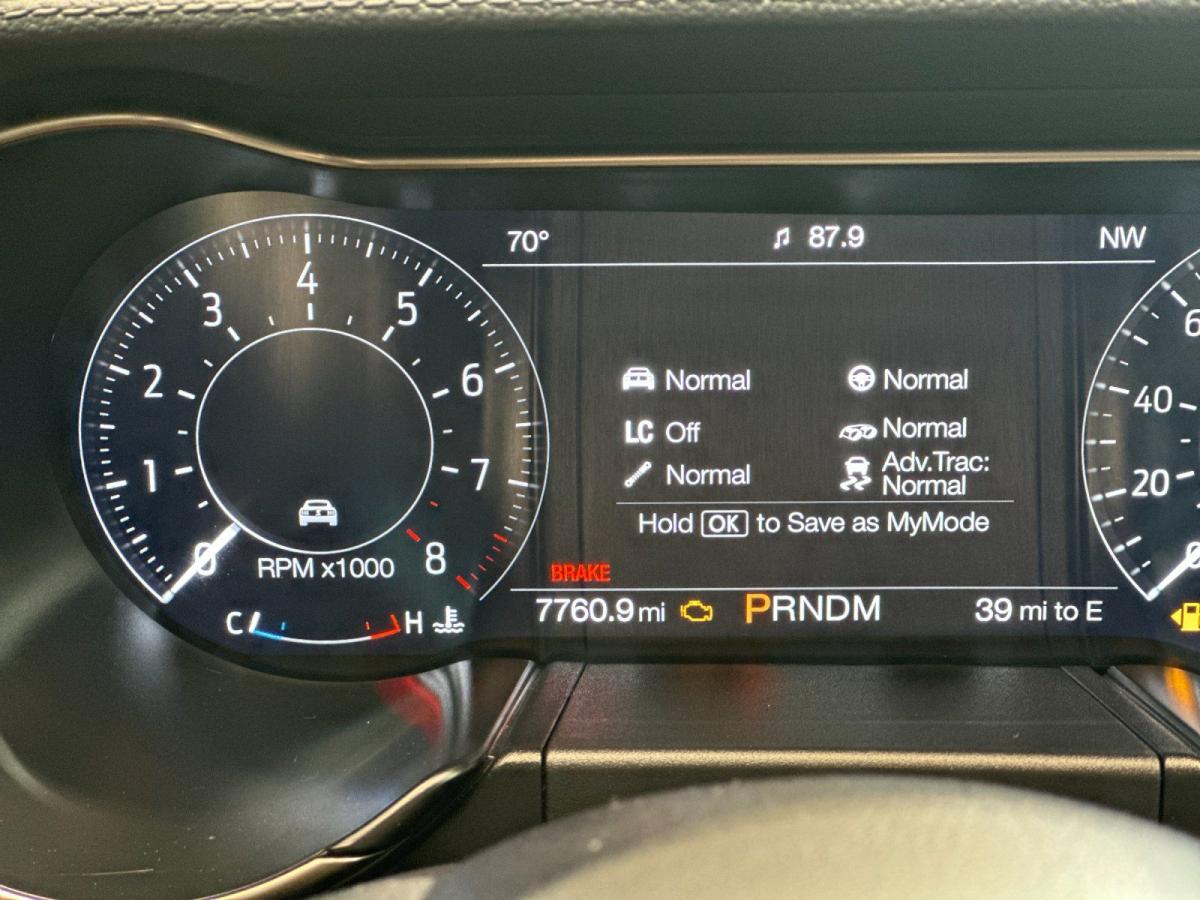 70° 87.9 NW
4
3 5
2 6
1 7
0 8
RPM x1000
C H
Normal Normal
LC Off Normal
Normal Adv.Trac:
Normal
Hold OK to Save as MyMode
BRAKE
7760.9 mi PRNDM 39 mi to E
40
20
0